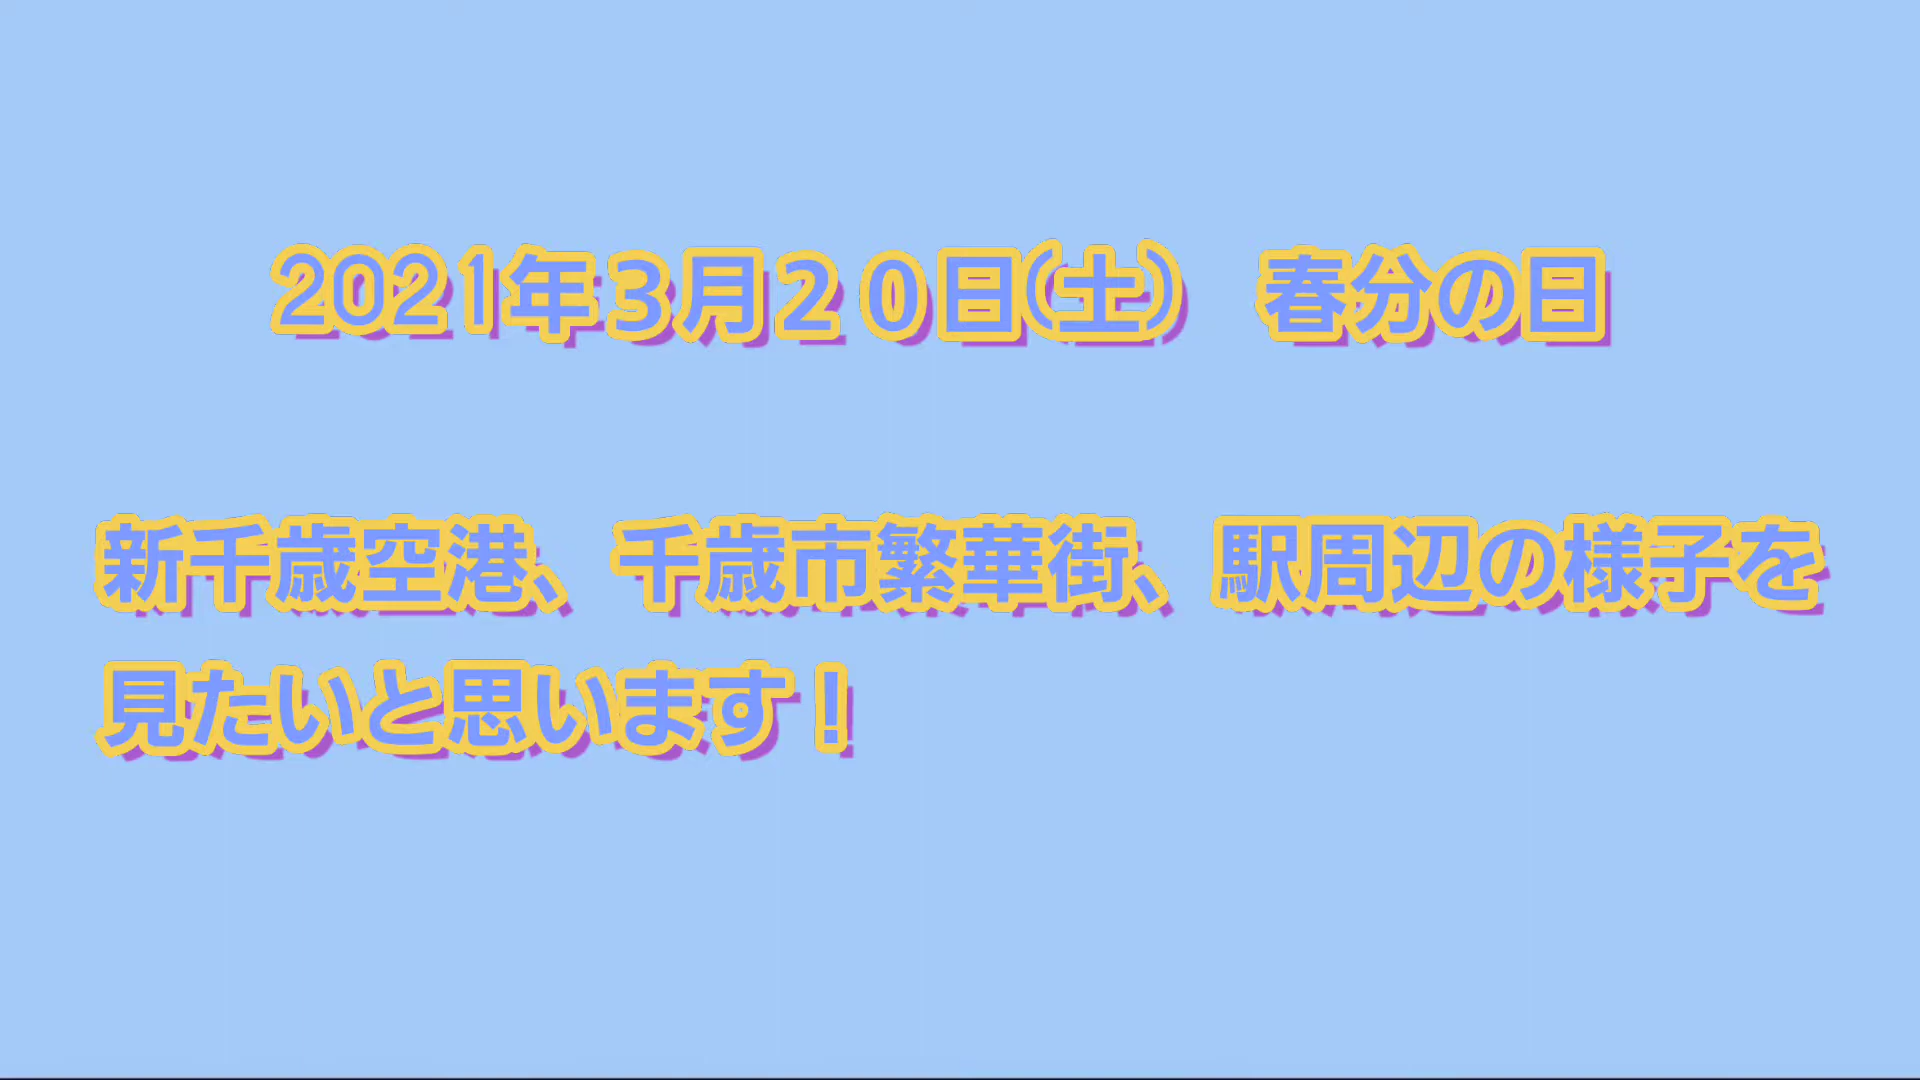 2021年３月２０日(土)　春分の日
新千歳空港、千歳市繁華街、駅周辺の様子を
見たいと思います！